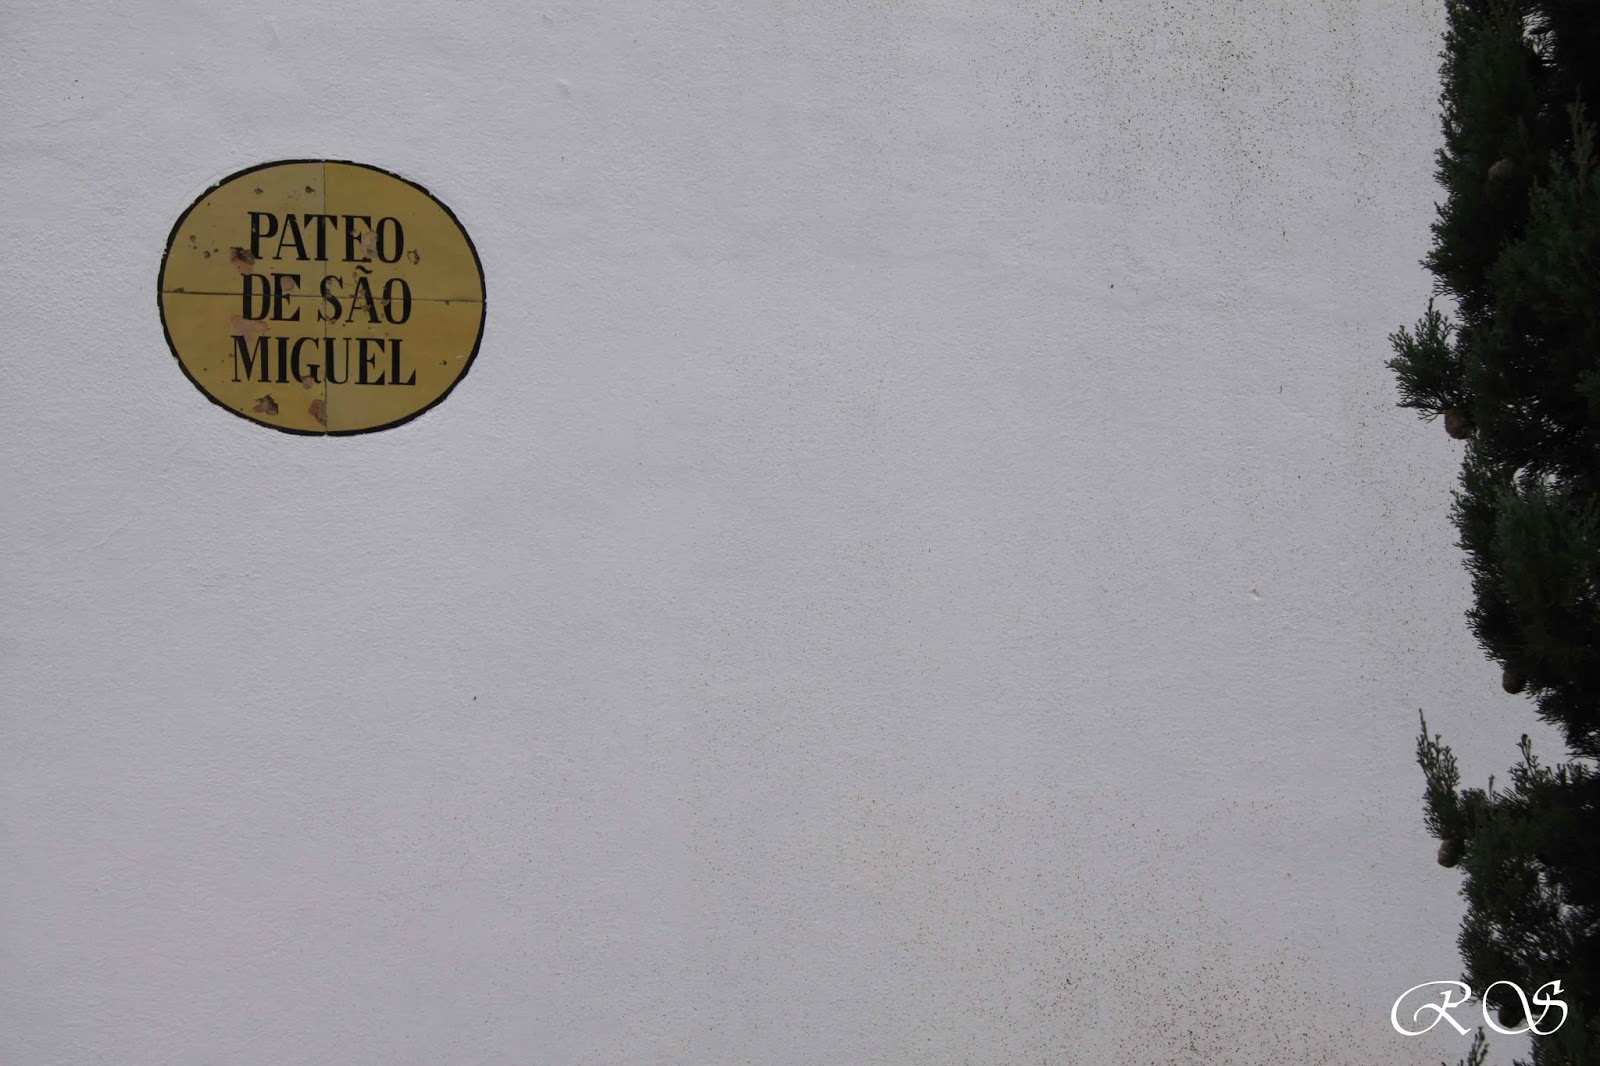 PATEO
DE SÃO
MIGUEL
RS